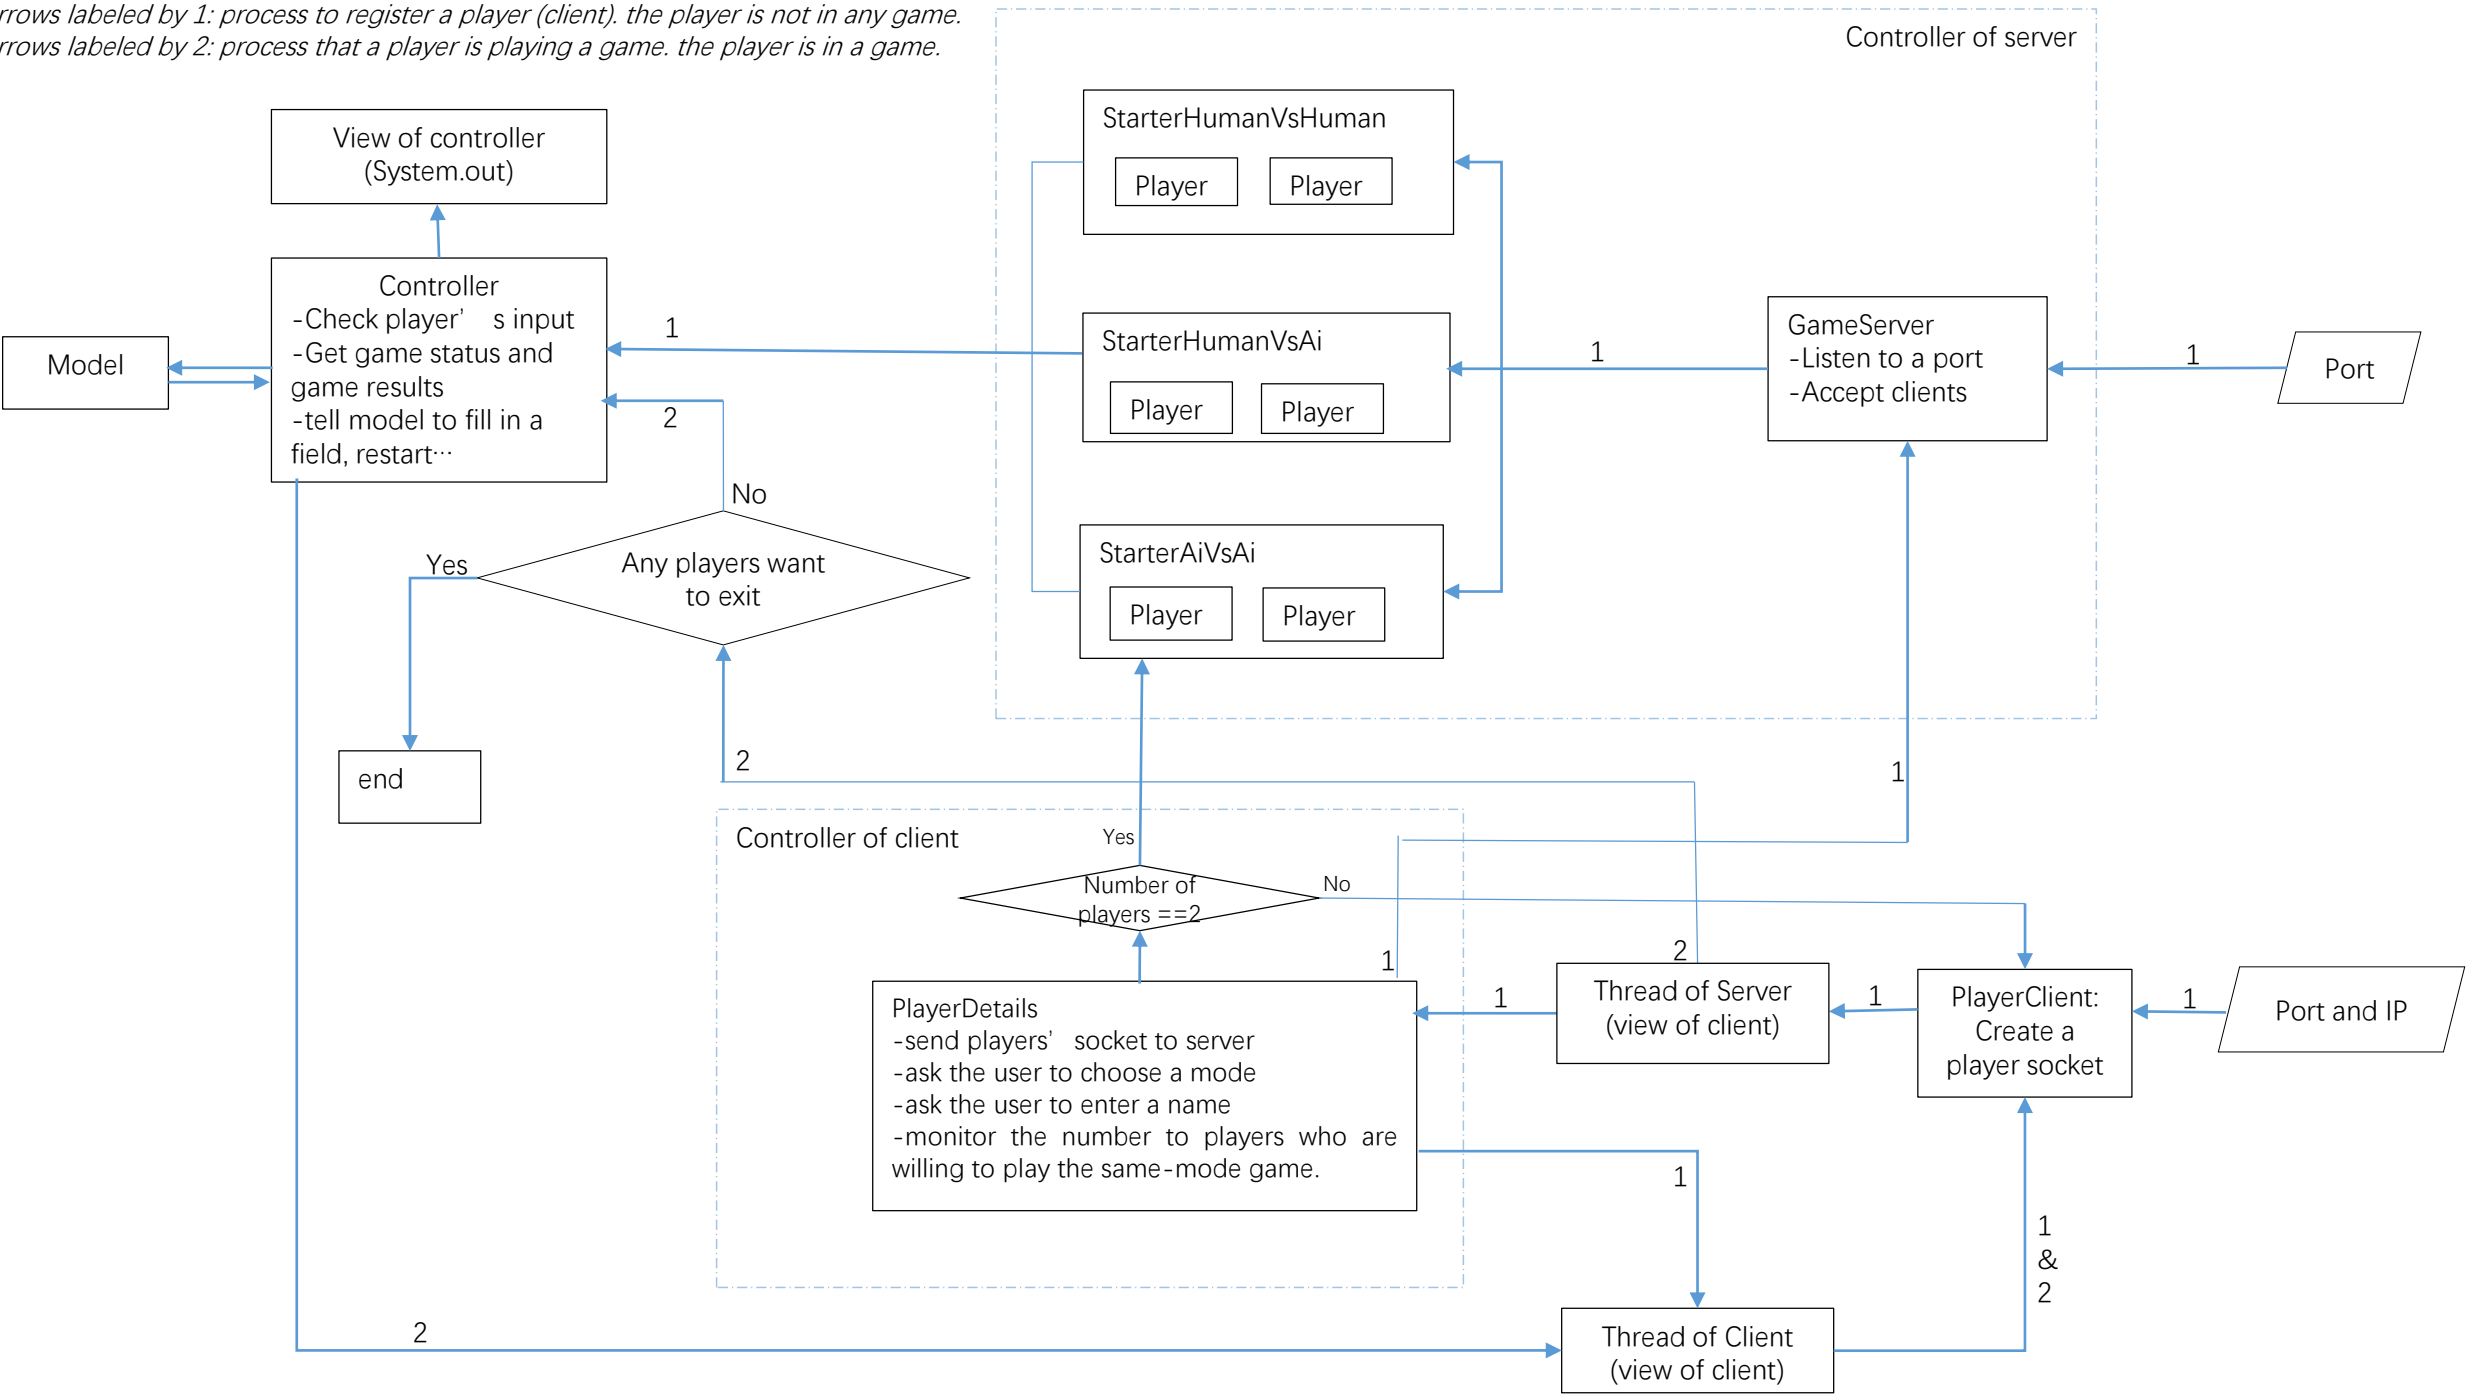 rrows labeled by 1: process to register a player (client). the player is not in any game.
rrows labeled by 2: process that a player is playing a game. the player is in a game.
Controller of server
View of controller
(System.out)
StarterHumanVsHuman
Player
Player
Controller
-Check player’ s input
-Get game status and
game results
-tell model to fill in a
field, restart…
Model
1
2
StarterHumanVsAi
Player
Player
1
GameServer
-Listen to a port
-Accept clients
1
Port
No
Yes
Any players want
to exit
StarterAiVsAi
Player
Player
end
2
1
Controller of client
Yes
Number of
players ==2
No
1
2
PlayerDetails
-send players’ socket to server
-ask the user to choose a mode
-ask the user to enter a name
-monitor the number to players who are
willing to play the same-mode game.
1
Thread of Server
(view of client)
1
PlayerClient:
Create a
player socket
1
Port and IP
1
1
&
2
2
Thread of Client
(view of client)